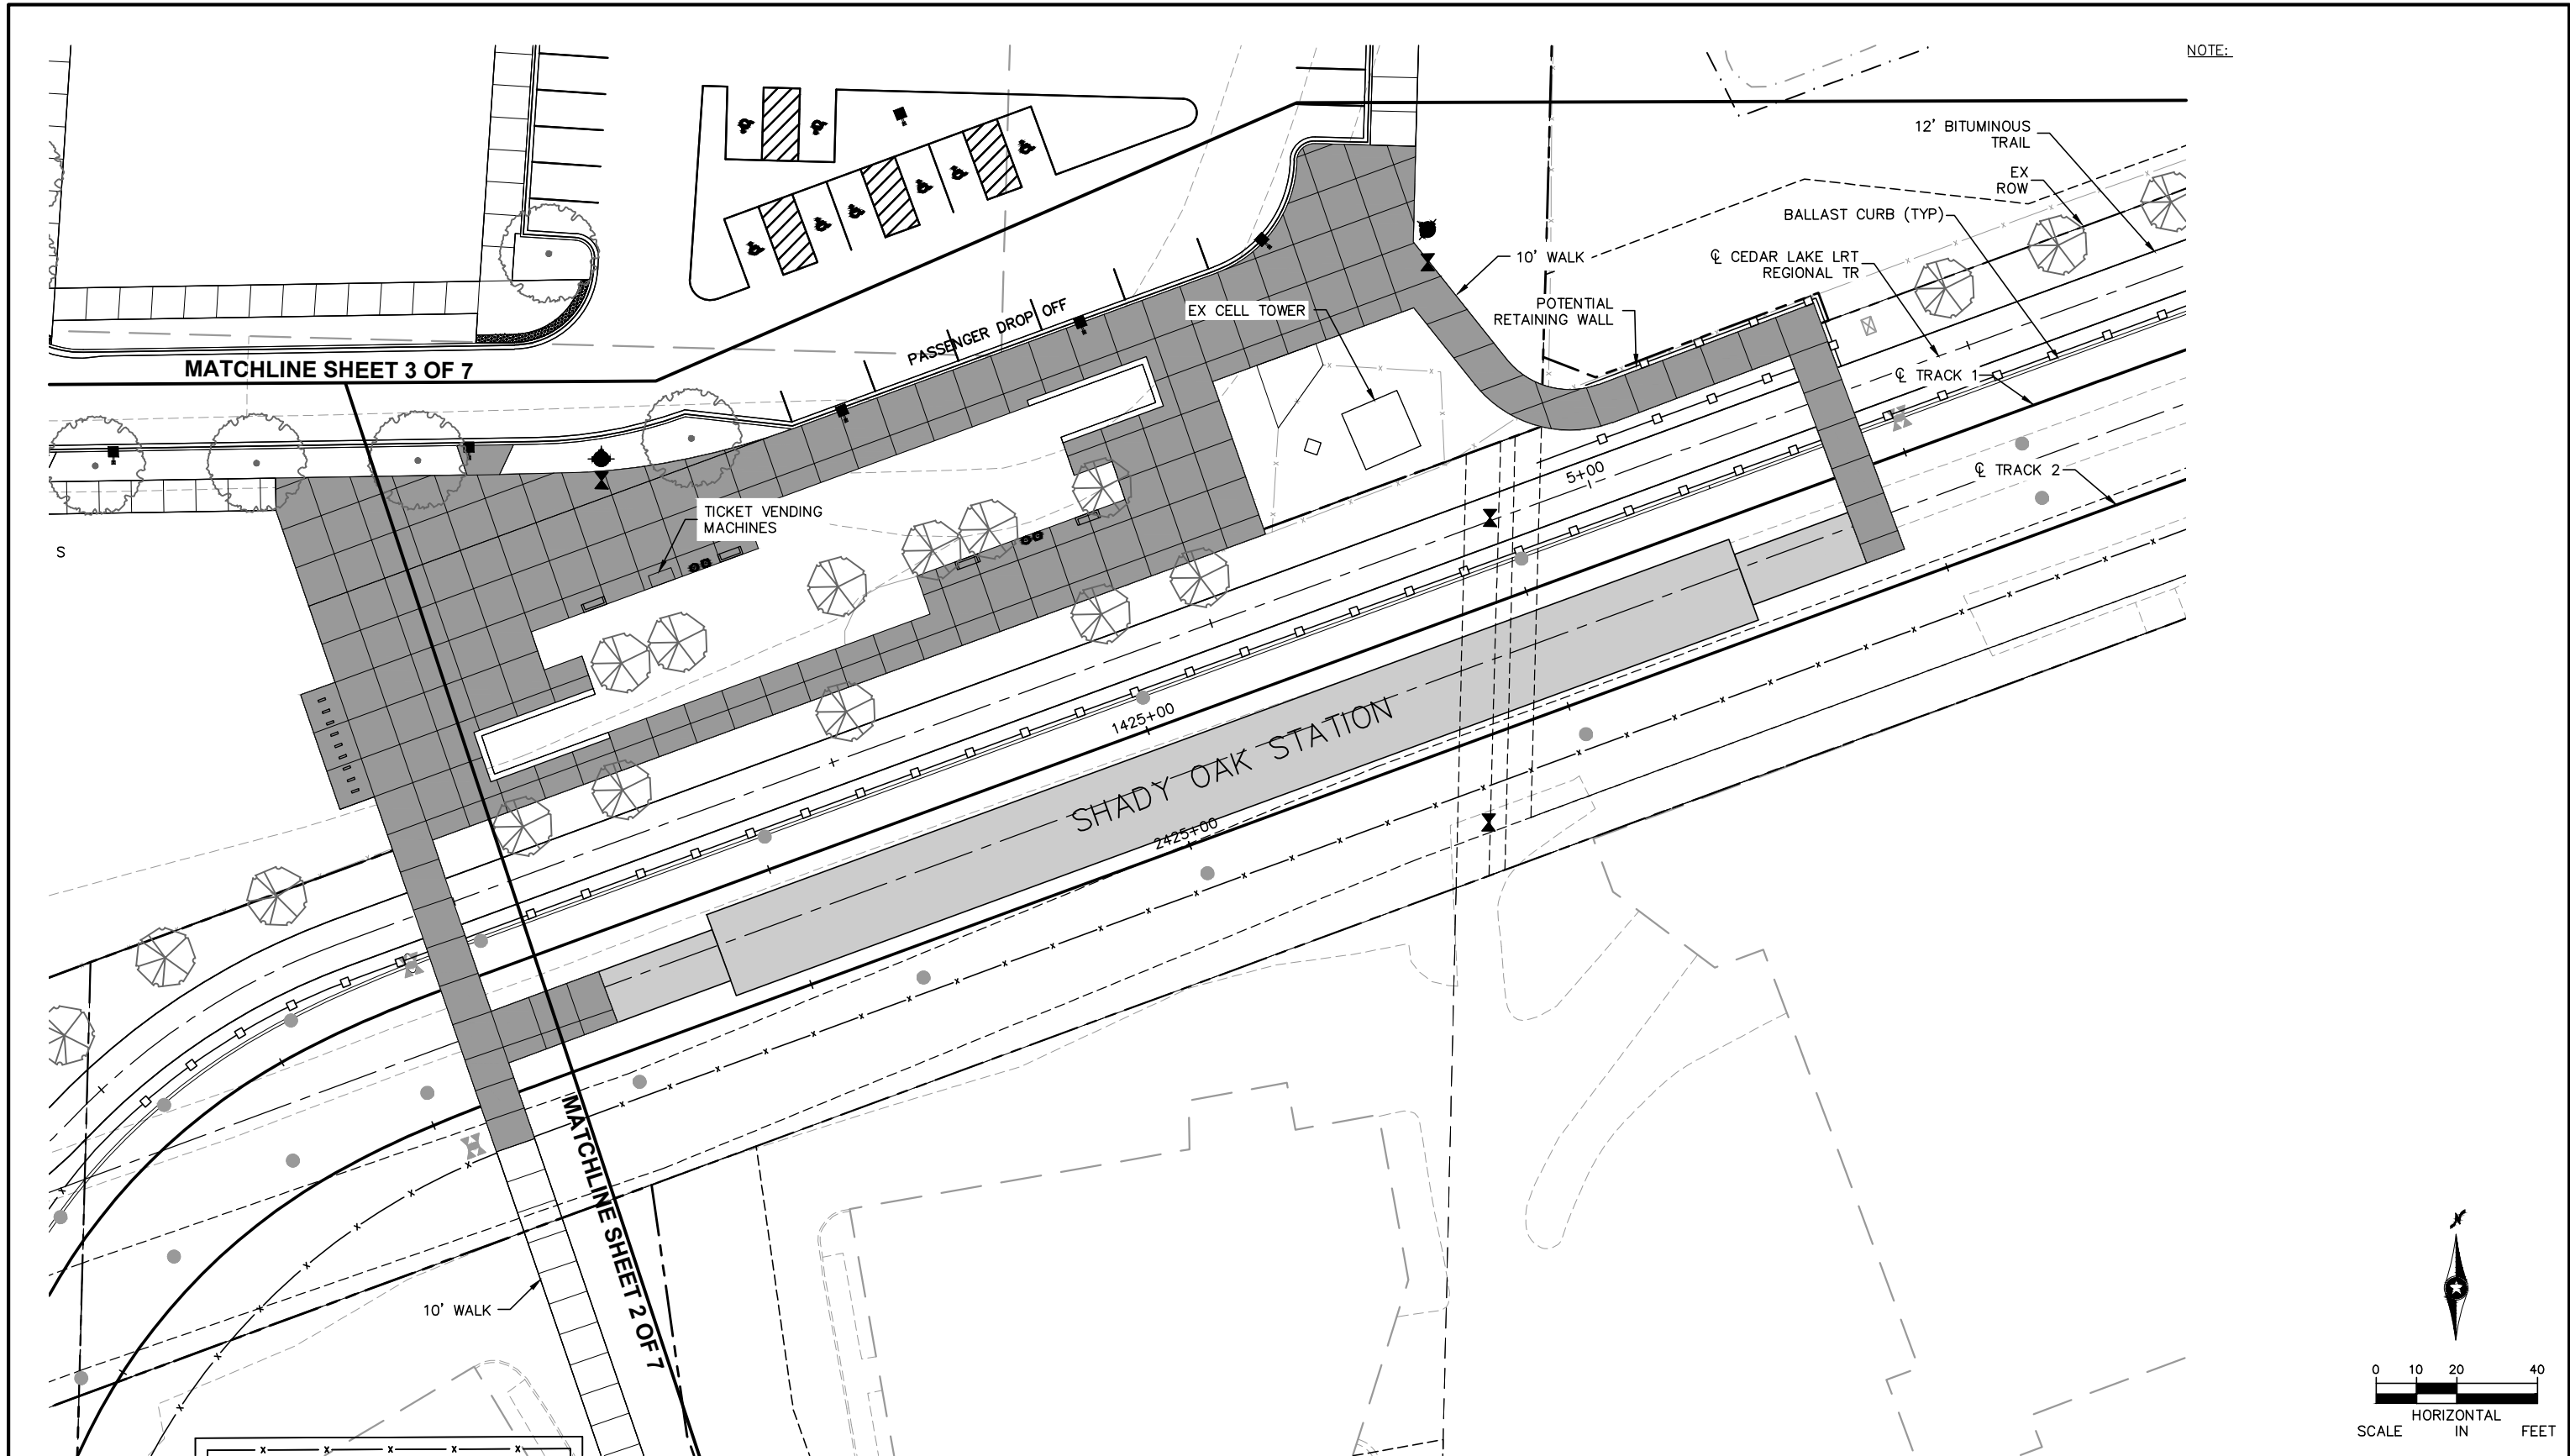 NOTE:
12' BITUMINOUS
TRAIL
EX
ROW
BALLAST CURB (TYP)
℄ CEDAR LAKE LRT
REGIONAL TR
10' WALK
POTENTIAL
RETAINING WALL
EX CELL TOWER
PASSENGER DROP OFF
MATCHLINE SHEET 3 OF 7
℄ TRACK 1
℄ TRACK 2
5+00
TICKET VENDING
MACHINES
S
1425+00
SHADY OAK STATION
2425+00
MATCHLINE SHEET 2 OF 7
10' WALK
N
0 10 20 40
HORIZONTAL
SCALE IN FEET